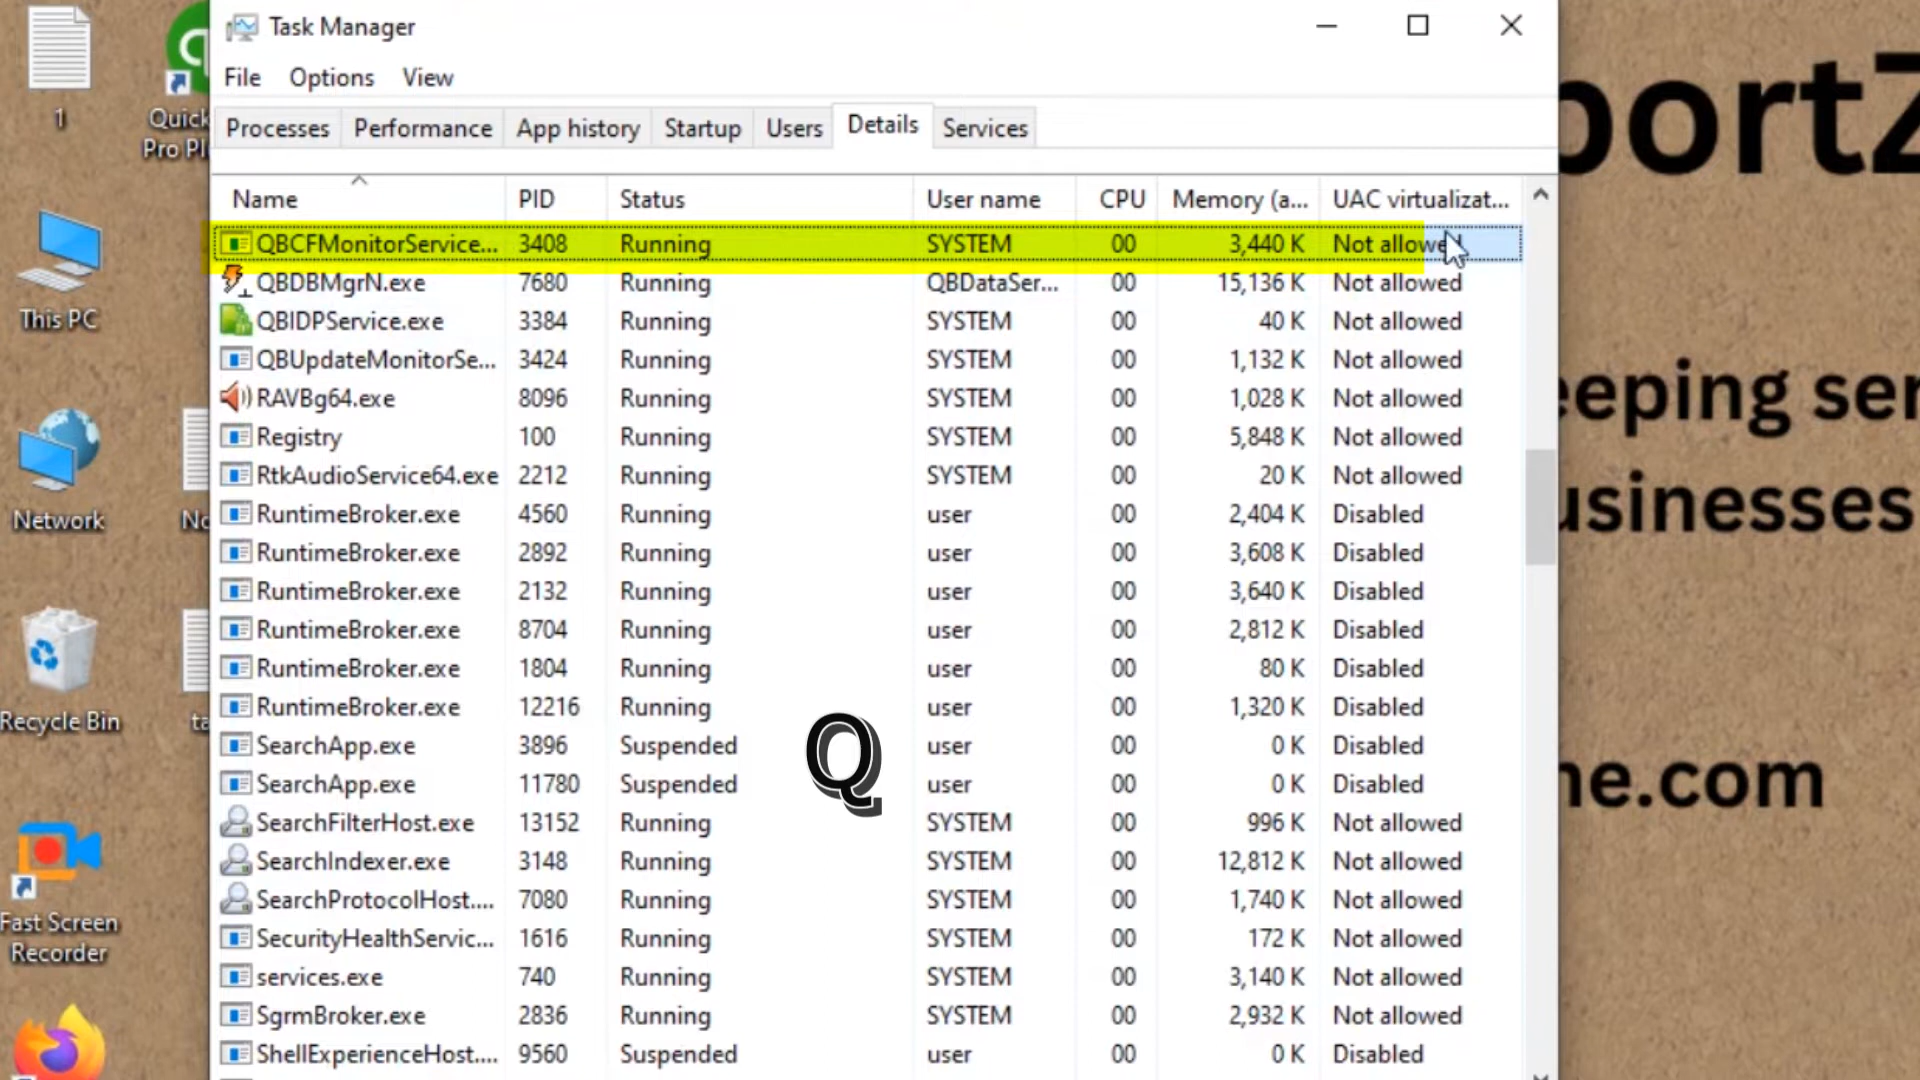 Task Manager
File Options View
Processes Performance App history Startup Users Details Services
Name PID Status User name CPU Memory (a... UAC virtualizat...
QBCFMonitorService... 3408 Running SYSTEM 00 3,440 K Not allowed
QBDBMgrN.exe 7680 Running QBDataSer... 00 15,136 K Not allowed
QBIDPService.exe 3384 Running SYSTEM 00 40 K Not allowed
QBUpdateMonitorSe... 3424 Running SYSTEM 00 1,132 K Not allowed
RAVBg64.exe 8096 Running SYSTEM 00 1,028 K Not allowed
Registry 100 Running SYSTEM 00 5,848 K Not allowed
RtkAudioService64.exe 2212 Running SYSTEM 00 20 K Not allowed
RuntimeBroker.exe 4560 Running user 00 2,404 K Disabled
RuntimeBroker.exe 2892 Running user 00 3,608 K Disabled
RuntimeBroker.exe 2132 Running user 00 3,640 K Disabled
RuntimeBroker.exe 8704 Running user 00 2,812 K Disabled
RuntimeBroker.exe 1804 Running user 00 80 K Disabled
RuntimeBroker.exe 12216 Running user 00 1,320 K Disabled
SearchApp.exe 3896 Suspended user 00 0 K Disabled
SearchApp.exe 11780 Suspended user 00 0 K Disabled
SearchFilterHost.exe 13152 Running SYSTEM 00 996 K Not allowed
SearchIndexer.exe 3148 Running SYSTEM 00 12,812 K Not allowed
SearchProtocolHost.... 7080 Running SYSTEM 00 1,740 K Not allowed
SecurityHealthServic... 1616 Running SYSTEM 00 172 K Not allowed
services.exe 740 Running SYSTEM 00 3,140 K Not allowed
SgrmBroker.exe 2836 Running SYSTEM 00 2,932 K Not allowed
ShellExperienceHost.... 9560 Suspended user 00 0 K Disabled
Q
1
Quick
Pro Pl
This PC
Network
No
Recycle Bin
ta
Fast Screen
Recorder
portZ
eeping ser
usinesses
ne.com